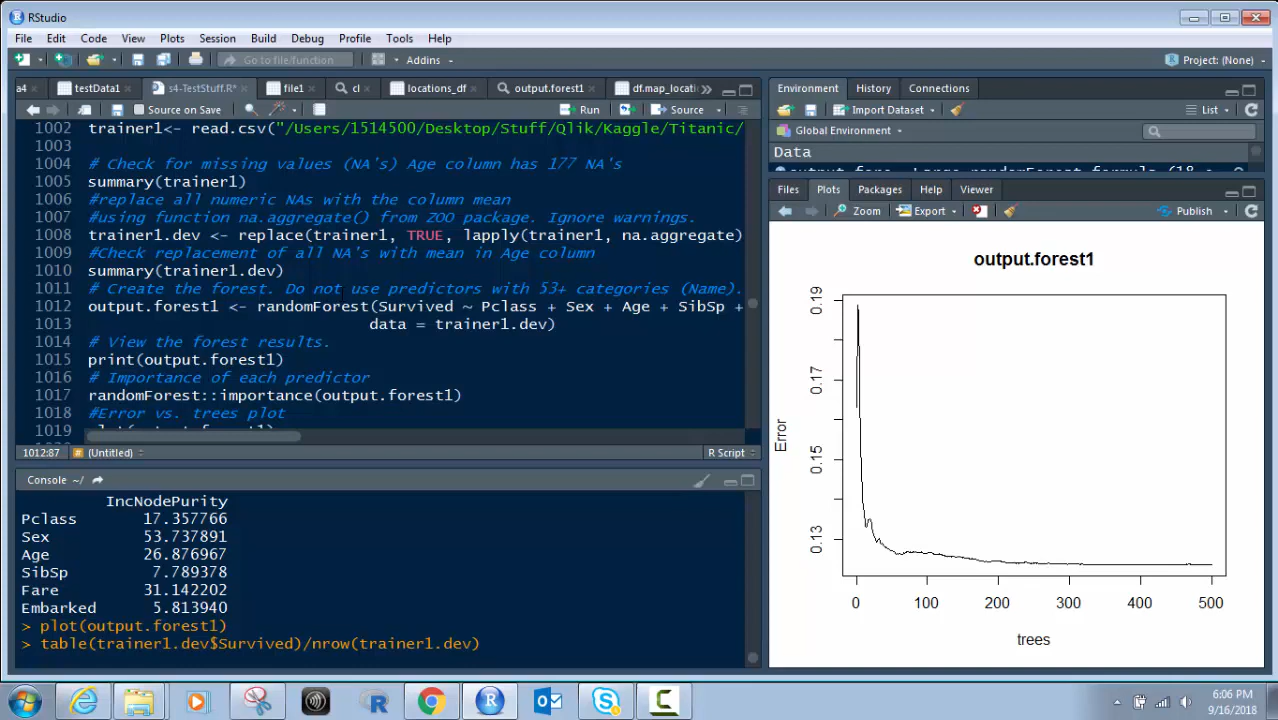 RStudio
File Edit Code View Plots Session Build Debug Profile Tools Help
Go to file/function Addins Project: (None)
a4 testData1 s4-TestStuff.R* file1 cl locations_df output.forest1 df.map_locati
Source on Save Run Source
1002 trainer1<- read.csv("/Users/1514500/Desktop/Stuff/Qlik/Kaggle/Titanic/
1003
1004 # Check for missing values (NA's) Age column has 177 NA's
1005 summary(trainer1)
1006 #replace all numeric NAs with the column mean
1007 #using function na.aggregate() from ZOO package. Ignore warnings.
1008 trainer1.dev <- replace(trainer1, TRUE, lapply(trainer1, na.aggregate)
1009 #Check replacement of all NA's with mean in Age column
1010 summary(trainer1.dev)
1011 # Create the forest. Do not use predictors with 53+ categories (Name).
1012 output.forest1 <- randomForest(Survived ~ Pclass + Sex + Age + SibSp +
1013 data = trainer1.dev)
1014 # View the forest results.
1015 print(output.forest1)
1016 # Importance of each predictor
1017 randomForest::importance(output.forest1)
1018 #Error vs. trees plot
1019 plot(output.forest1)
1012:87 (Untitled) R Script
Console ~/
IncNodePurity
Pclass 17.357766
Sex 53.737891
Age 26.876967
SibSp 7.789378
Fare 31.142202
Embarked 5.813940
> plot(output.forest1)
> table(trainer1.dev$Survived)/nrow(trainer1.dev)
Environment History Connections
Import Dataset List
Global Environment
Data
Files Plots Packages Help Viewer
Zoom Export Publish
output.forest1
0.19
0.17
0.15
0.13
Error
0 100 200 300 400 500
trees
6:06 PM
9/16/2018